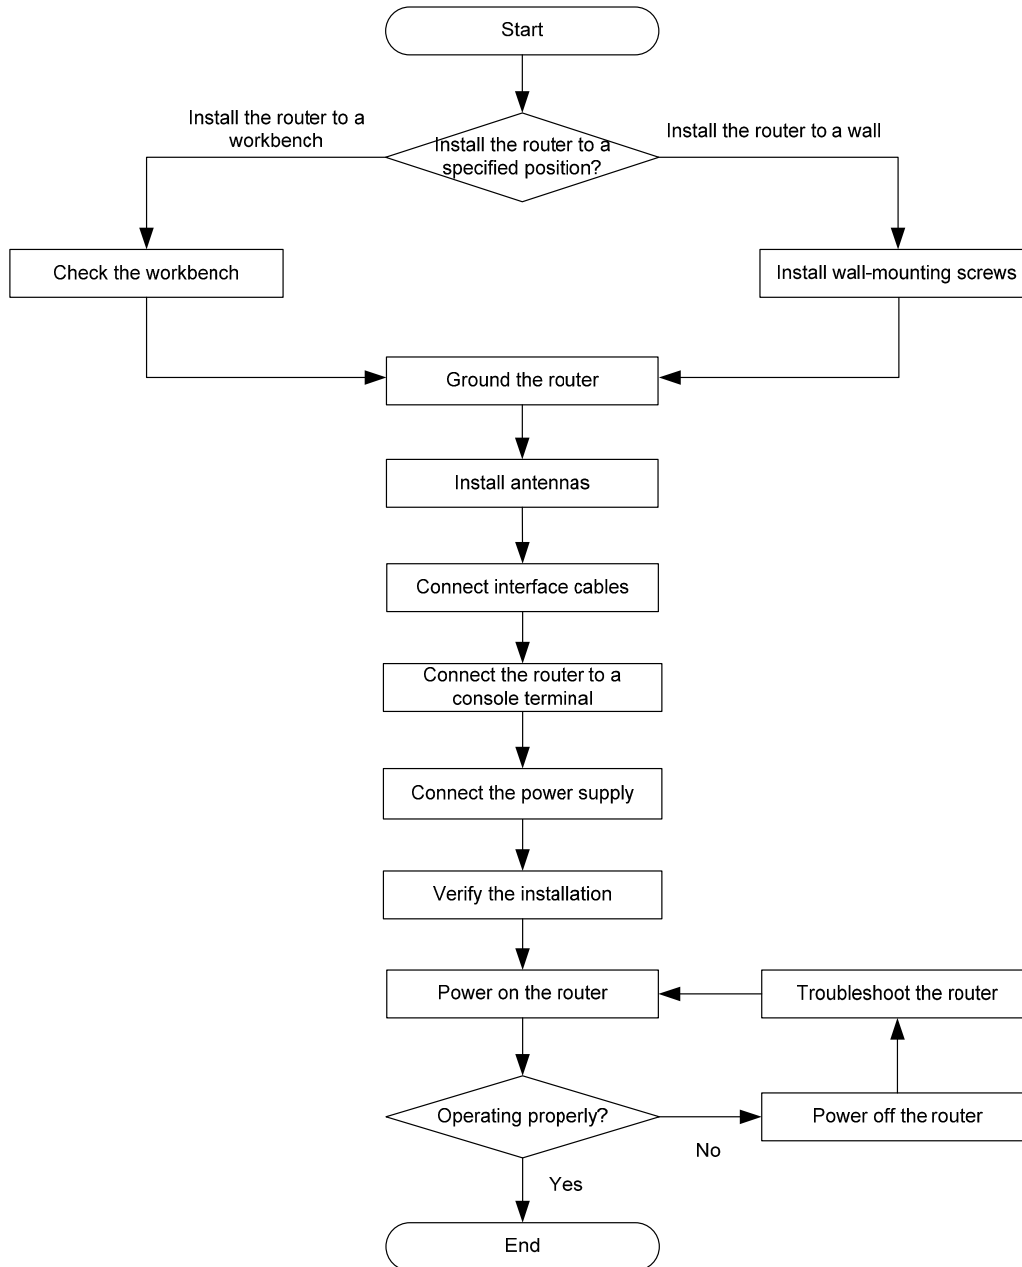 Start
Install the router to a
workbench
Install the router to a
specified position?
Install the router to a wall
Check the workbench
Install wall-mounting screws
Ground the router
Install antennas
Connect interface cables
Connect the router to a
console terminal
Connect the power supply
Verify the installation
Power on the router
Troubleshoot the router
Operating properly?
Power off the router
No
Yes
End